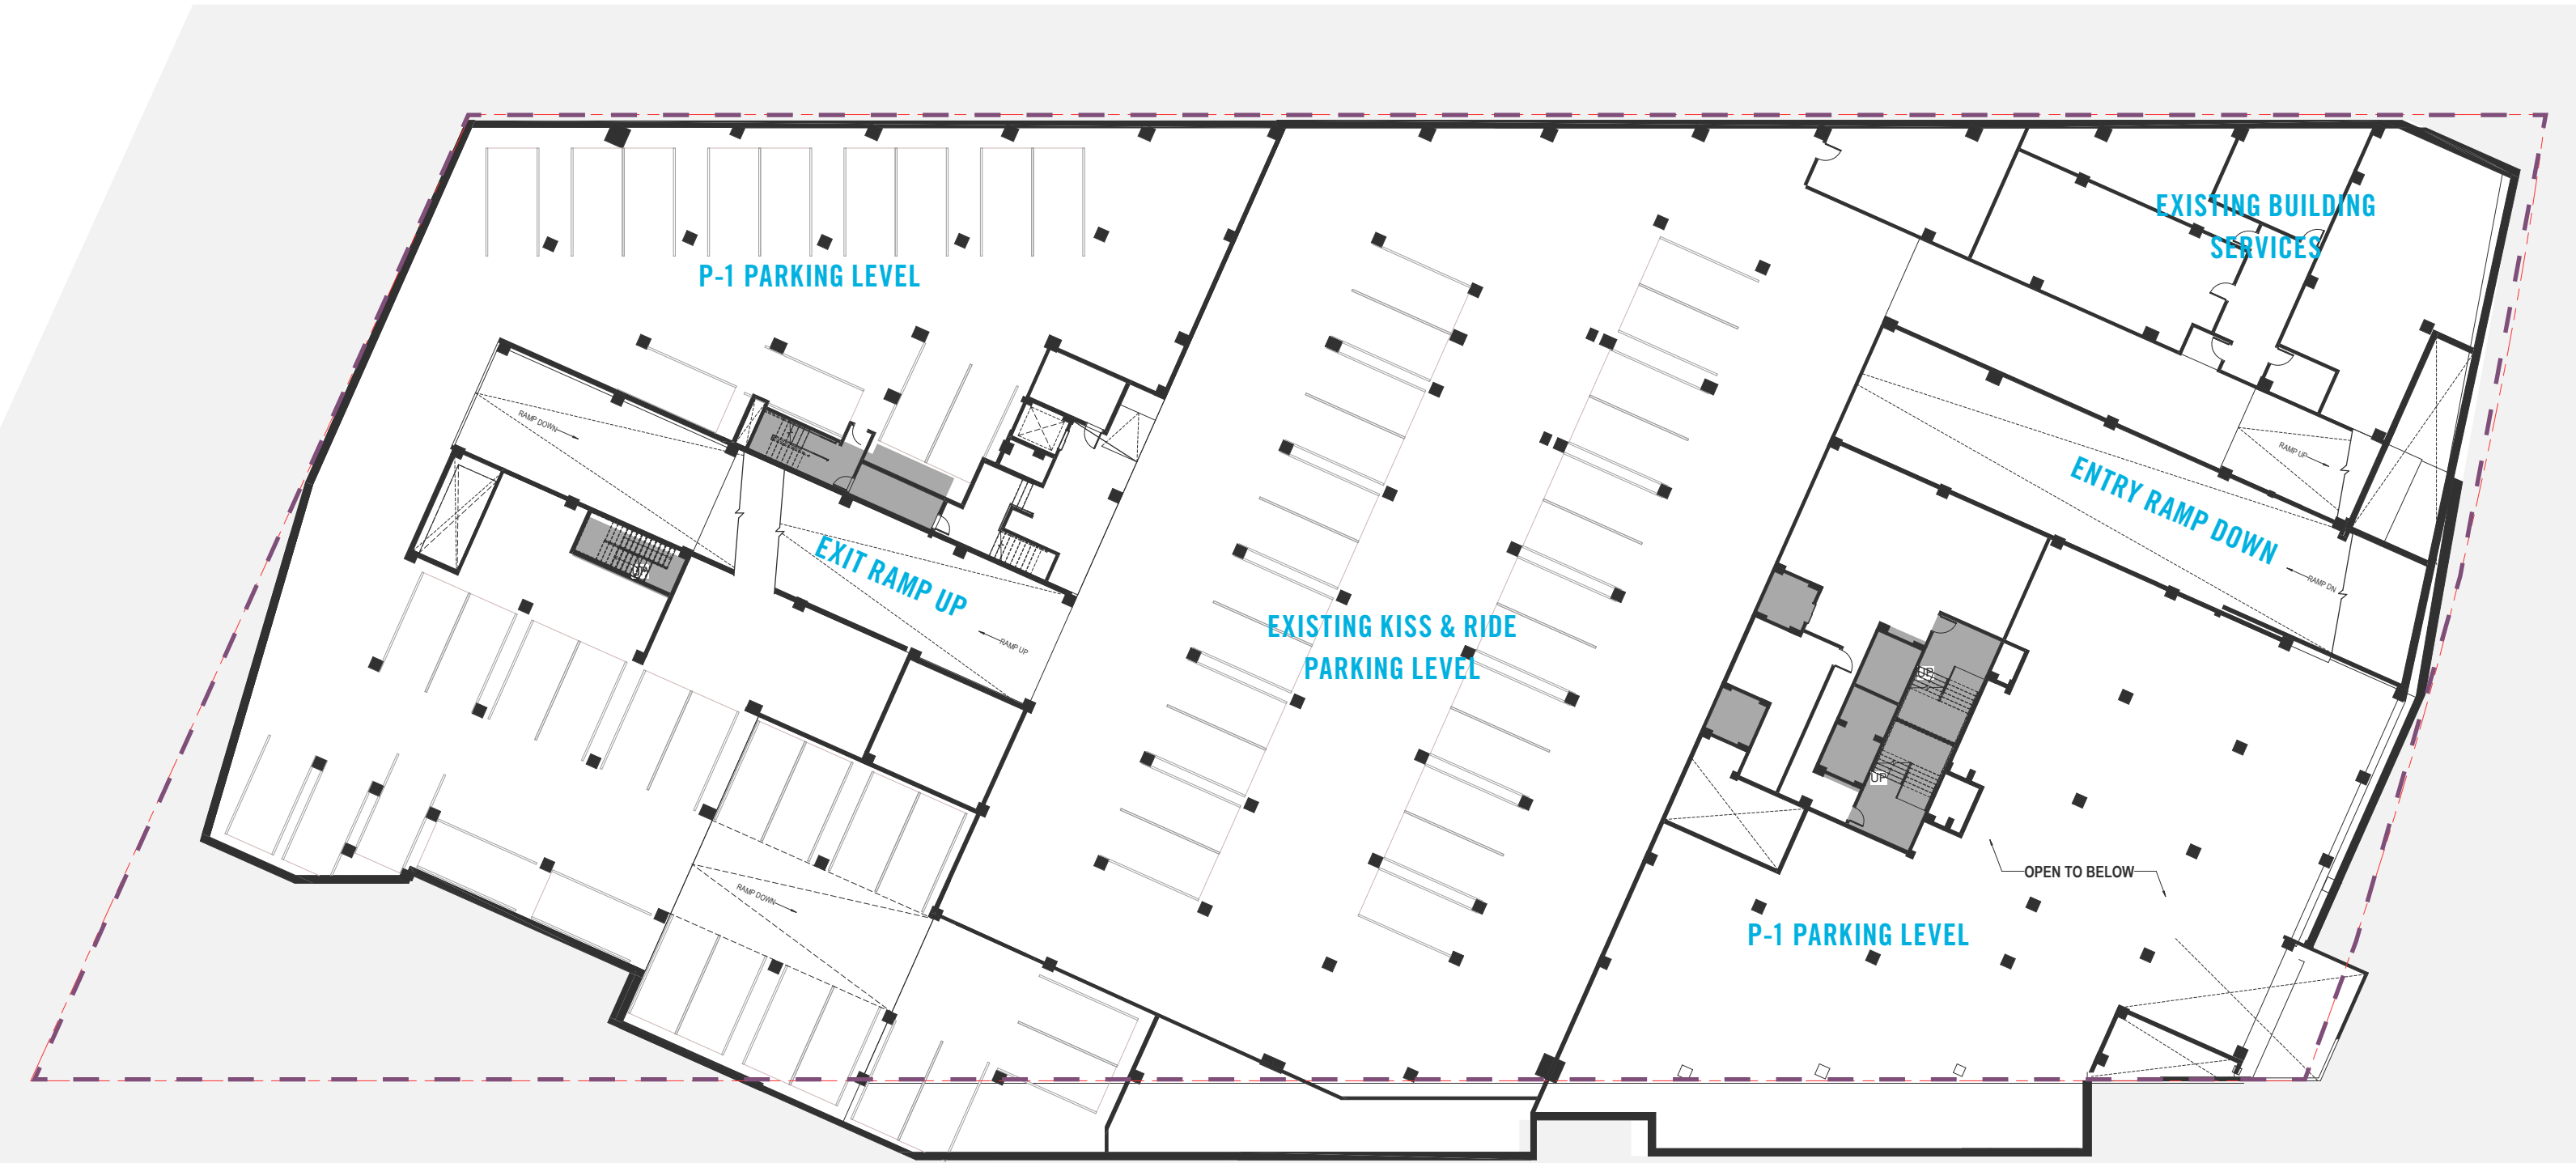 EXISTING BUILDING
SERVICES
P-1 PARKING LEVEL
RAMP DOWN
RAMP UP
ENTRY RAMP DOWN
EXIT RAMP UP
UP
RAMP DN
EXISTING KISS & RIDE
PARKING LEVEL
RAMP UP
UP
UP
OPEN TO BELOW
RAMP DOWN
P-1 PARKING LEVEL